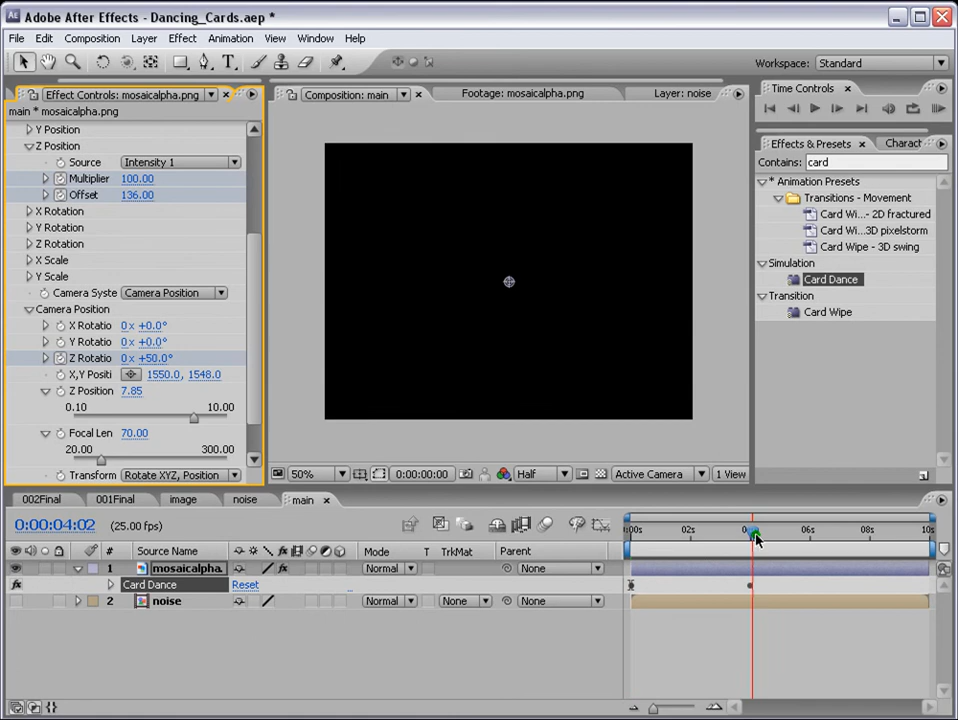 Adobe After Effects - Dancing_Cards.aep *
File Edit Composition Layer Effect Animation View Window Help
Workspace: Standard
Effect Controls: mosaicalpha.png
Composition: main
Footage: mosaicalpha.png
Layer: noise
Time Controls
main * mosaicalpha.png
Y Position
Z Position
Source Intensity 1
Multiplier 100.00
Offset 136.00
X Rotation
Y Rotation
Z Rotation
X Scale
Y Scale
Camera Syste Camera Position
Camera Position
X Rotatio 0 x +0.0°
Y Rotatio 0 x +0.0°
Z Rotatio 0 x +50.0°
X,Y Positi 1550.0, 1548.0
Z Position 7.85
0.10 10.00
Focal Len 70.00
20.00 300.00
Transform Rotate XYZ, Position
50% 0:00:00:00 Half Active Camera 1 View
Effects & Presets Charact
Contains: card
* Animation Presets
Transitions - Movement
Card Wi...- 2D fractured
Card Wi...3D pixelstorm
Card Wipe - 3D swing
Simulation
Card Dance
Transition
Card Wipe
002Final 001Final image noise main
0:00:04:02 (25.00 fps)
:00s 02s 06s 08s 10s
# Source Name Mode T TrkMat Parent
1 mosaicalpha. Normal None
Card Dance Reset
2 noise Normal None None